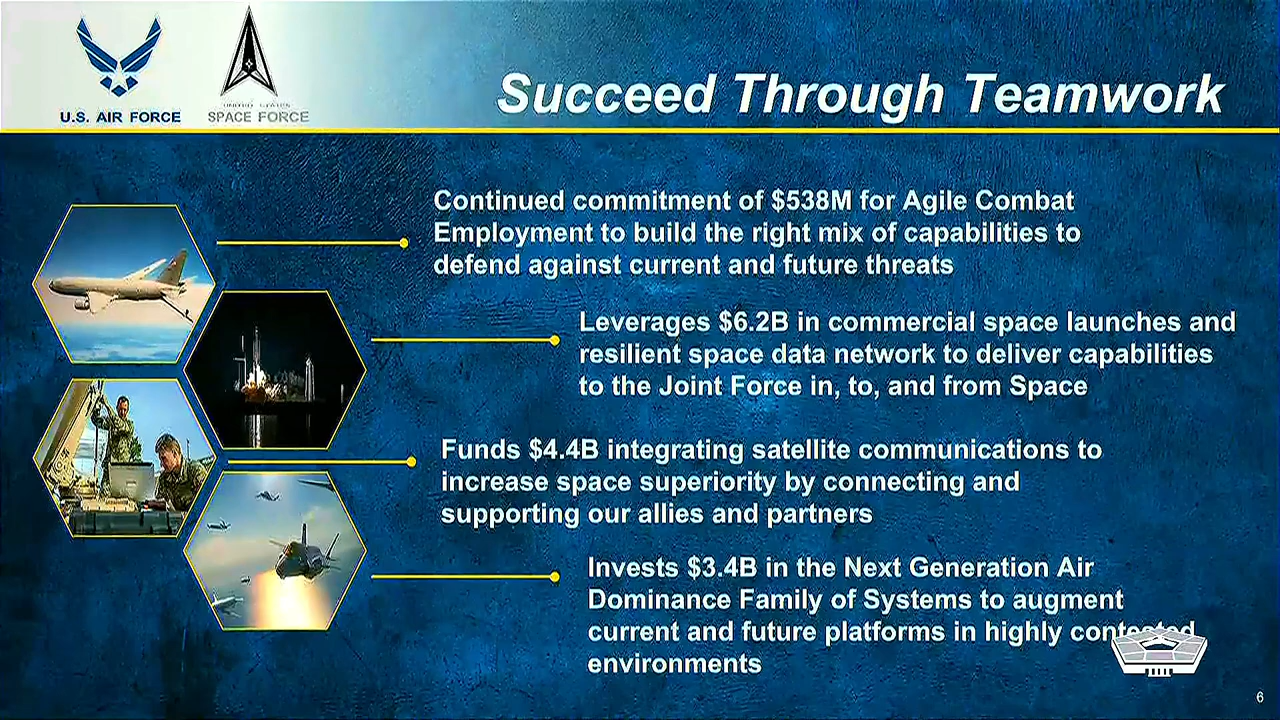 U.S. AIR FORCE
UNITED STATES
SPACE FORCE
Succeed Through Teamwork
Continued commitment of $538M for Agile Combat
Employment to build the right mix of capabilities to
defend against current and future threats
Leverages $6.2B in commercial space launches and
resilient space data network to deliver capabilities
to the Joint Force in, to, and from Space
Funds $4.4B integrating satellite communications to
increase space superiority by connecting and
supporting our allies and partners
Invests $3.4B in the Next Generation Air
Dominance Family of Systems to augment
current and future platforms in highly contested
environments
6